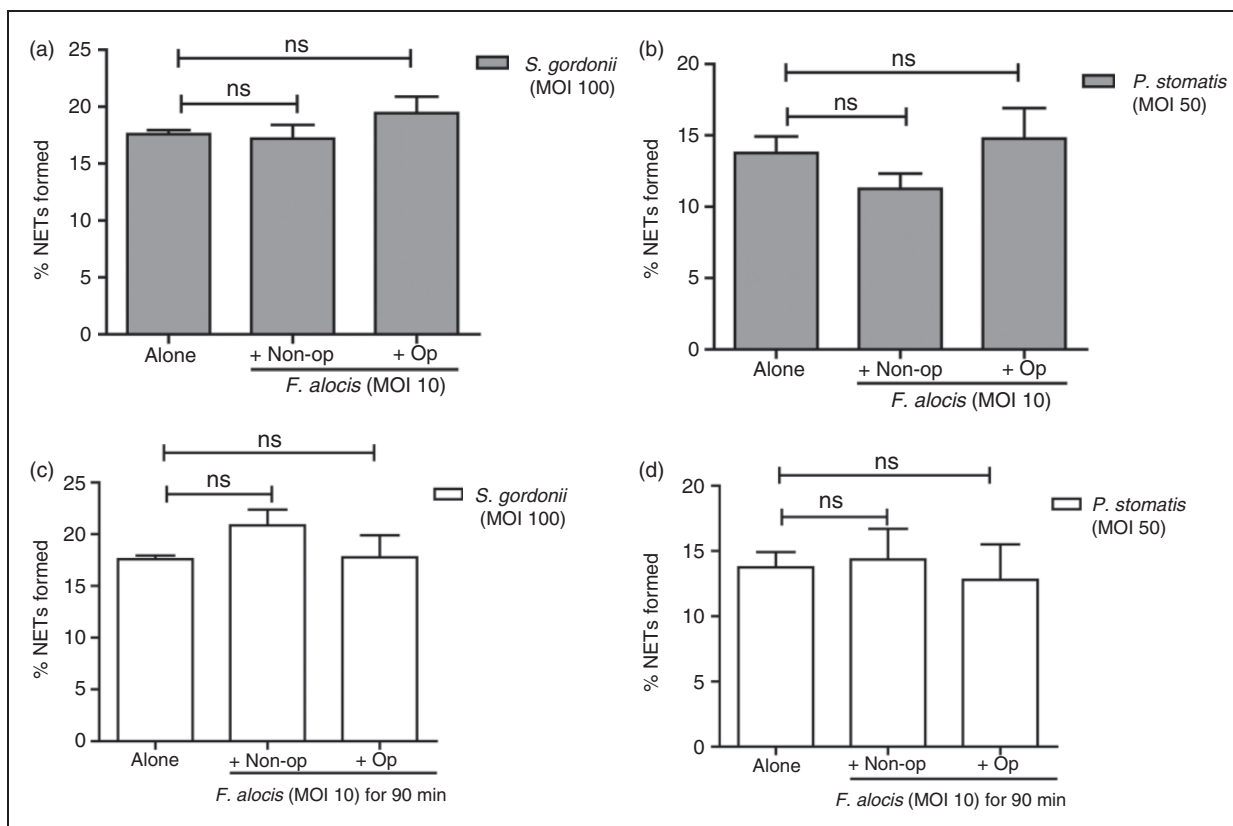 (a)
25
20
15
10
5
0
% NETs formed
ns
ns
S. gordonii
(MOI 100)
Alone
+ Non-op
+ Op
F. alocis (MOI 10)
(b)
20
15
10
5
0
% NETs formed
ns
ns
P. stomatis
(MOI 50)
Alone
+ Non-op
+ Op
F. alocis (MOI 10)
(c)
25
20
15
10
5
0
% NETs formed
ns
ns
S. gordonii
(MOI 100)
Alone
+ Non-op
+ Op
F. alocis (MOI 10) for 90 min
(d)
20
15
10
5
0
% NETs formed
ns
ns
P. stomatis
(MOI 50)
Alone
+ Non-op
+ Op
F. alocis (MOI 10) for 90 min